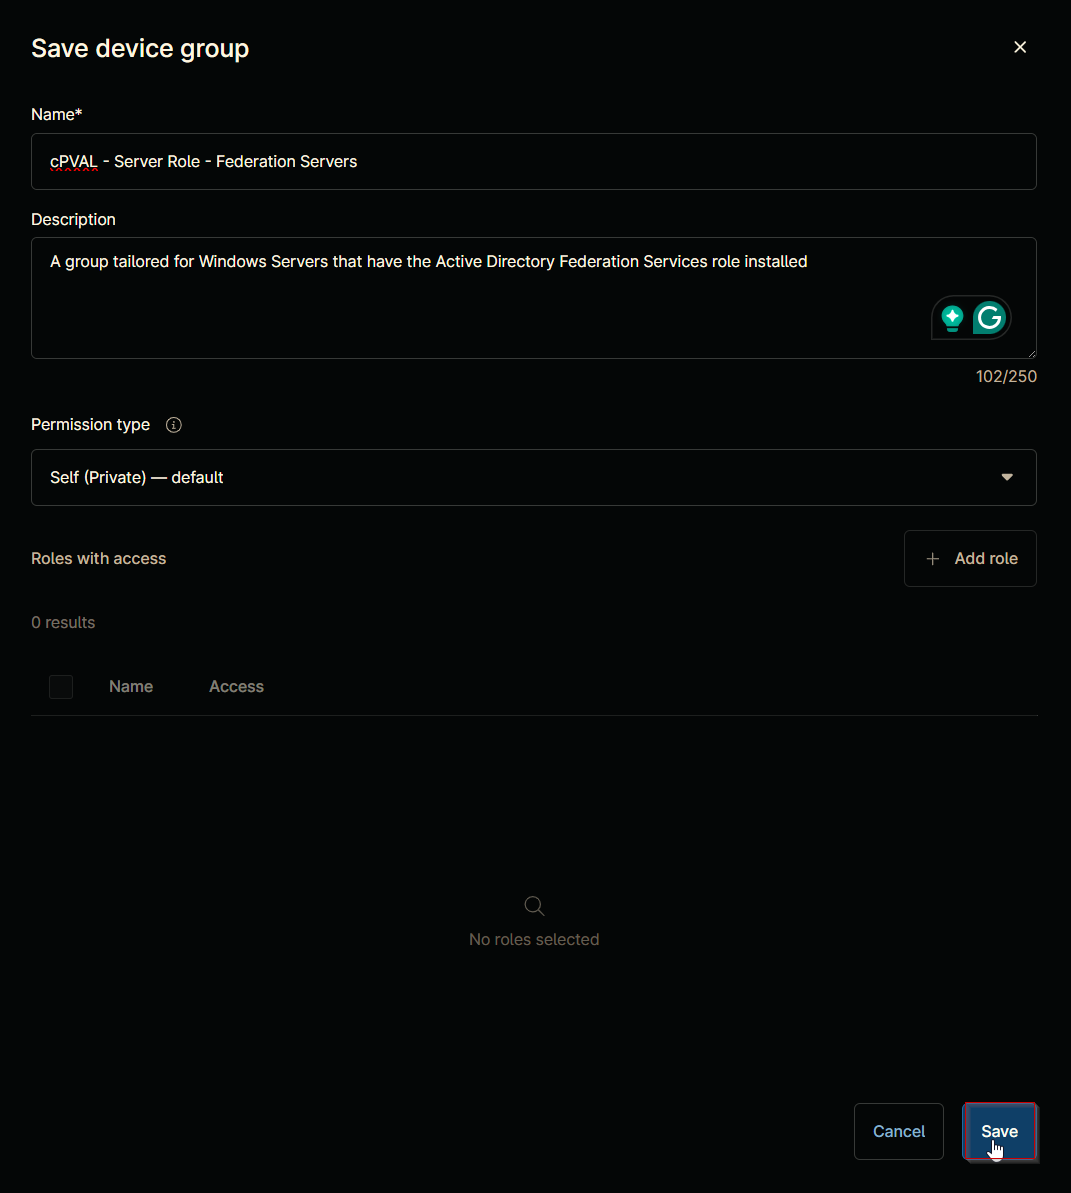 Save device group
Name*
cPVAL - Server Role - Federation Servers
Description
A group tailored for Windows Servers that have the Active Directory Federation Services role installed
102/250
Permission type
Self (Private) — default
Roles with access
Add role
0 results
Name Access
No roles selected
Cancel Save